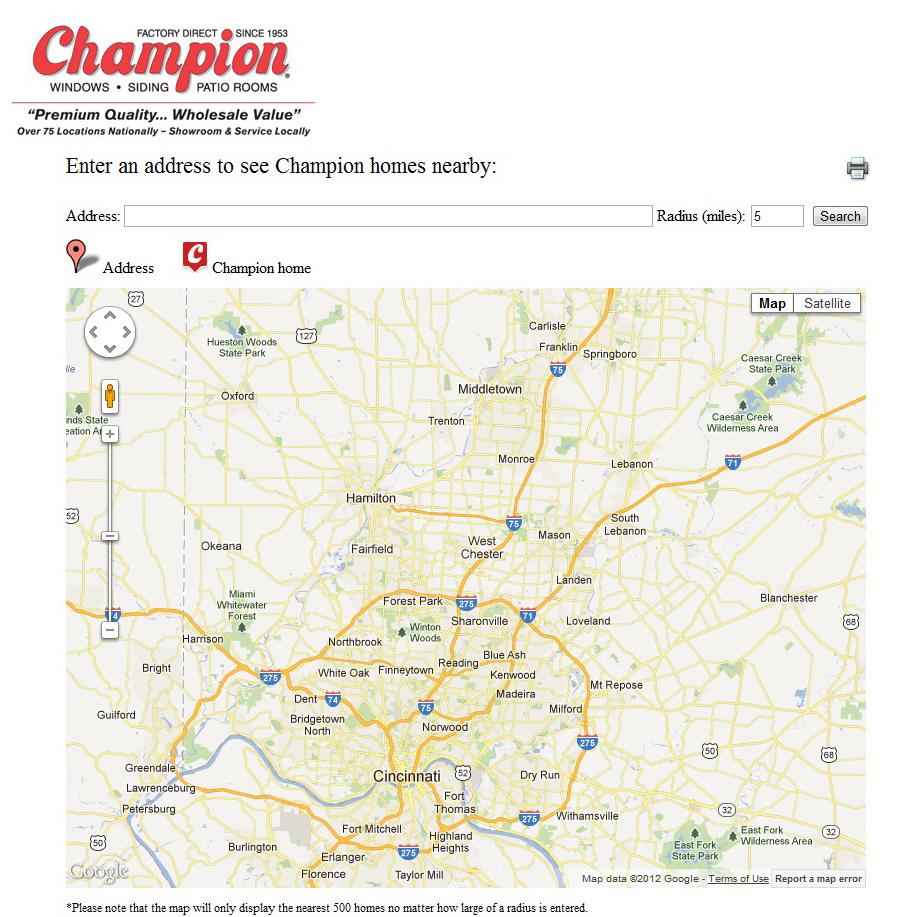 FACTORY DIRECT SINCE 1953
Champion®
WINDOWS • SIDING PATIO ROOMS
“Premium Quality... Wholesale Value”
Over 75 Locations Nationally – Showroom & Service Locally
Enter an address to see Champion homes nearby:
Address: Radius (miles): 5 Search
Address C Champion home
27
Map Satellite
Carlisle
127
Hueston Woods
State Park
Franklin
Springboro
Caesar Creek
State Park
75
lle
Middletown
Oxford
Trenton
nds State
eation Ar
Caesar Creek
Wilderness Area
Monroe
Lebanon
71
Hamilton
52
75
South
Lebanon
West
Chester
Mason
Okeana
Fairfield
Landen
Miami
Whitewater
Forest
Forest Park
275
Blanchester
4
Sharonville
71
Loveland
68
Harrison
Northbrook
Winton
Woods
Bright
White Oak
Finneytown
Reading
Blue Ash
275
Kenwood
Mt Repose
Dent
74
75
Madeira
Milford
Guilford
Bridgetown
North
Norwood
275
50
68
Greendale
Cincinnati
52
Dry Run
Lawrenceburg
Petersburg
Fort
Thomas
275
Withamsville
32
Fort Mitchell
Highland
Heights
East Fork
State Park
East Fork
Wilderness Area
32
50
Burlington
Erlanger
275
Florence
Taylor Mill
Google
Map data ©2012 Google - Terms of Use Report a map error
*Please note that the map will only display the nearest 500 homes no matter how large of a radius is entered.